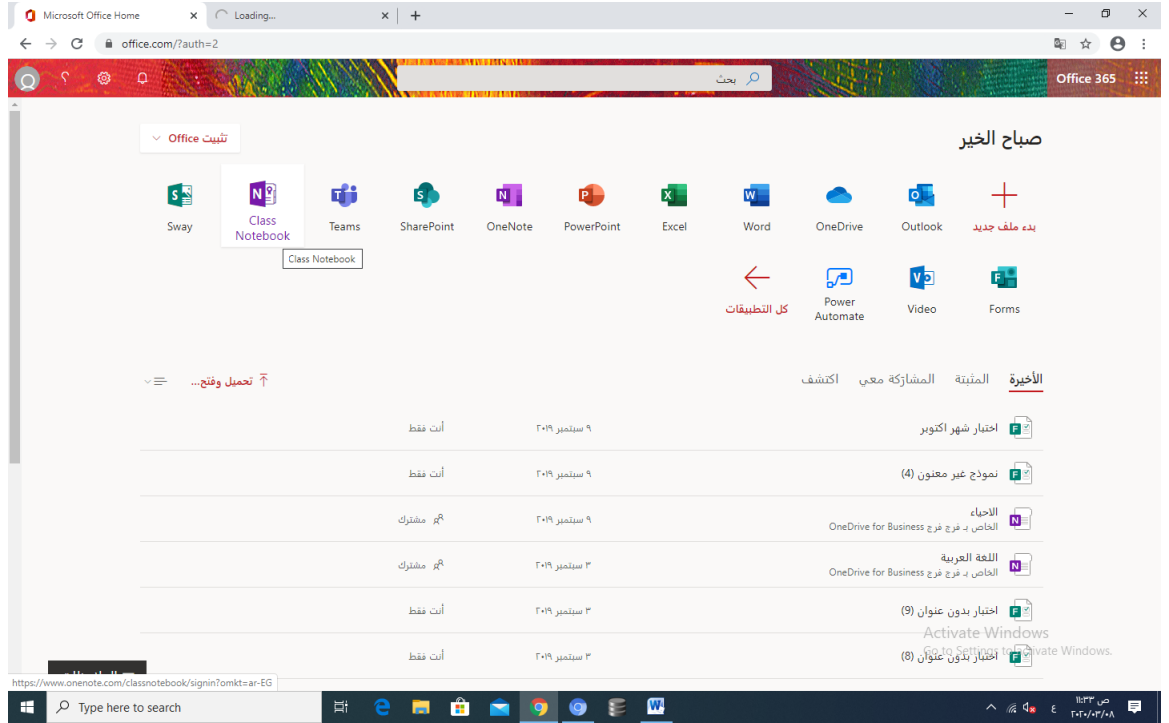 Microsoft Office Home
Loading...
office.com/?auth=2
Office 365
بحث
صباح الخير
تثبيت Office
بدء ملف جديد
Outlook
OneDrive
Word
Excel
PowerPoint
OneNote
SharePoint
Teams
Class
Notebook
Sway
Class Notebook
Forms
Video
Power
Automate
كل التطبيقات
الأخيرة المثبتة المشاركة معي اكتشف
تحميل وفتح...
اختبار شهر اكتوبر ٩ سبتمبر ٢٠١٩ أنت فقط
نموذج غير معنون (4) ٩ سبتمبر ٢٠١٩ أنت فقط
الاحياء ٩ سبتمبر ٢٠١٩ مشترك
الخاص بـ فرج فرج OneDrive for Business
اللغة العربية ٣ سبتمبر ٢٠١٩ مشترك
الخاص بـ فرج فرج OneDrive for Business
اختبار بدون عنوان (9) ٣ سبتمبر ٢٠١٩ أنت فقط
اختبار بدون عنوان (8) ٣ سبتمبر ٢٠١٩ أنت فقط
Activate Windows
Go to Settings to activate Windows.
https://www.onenote.com/classnotebook/signin?omkt=ar-EG
Type here to search
ع
١١:٣٣ ص
٢٠٢٠/٠٣/٠٨